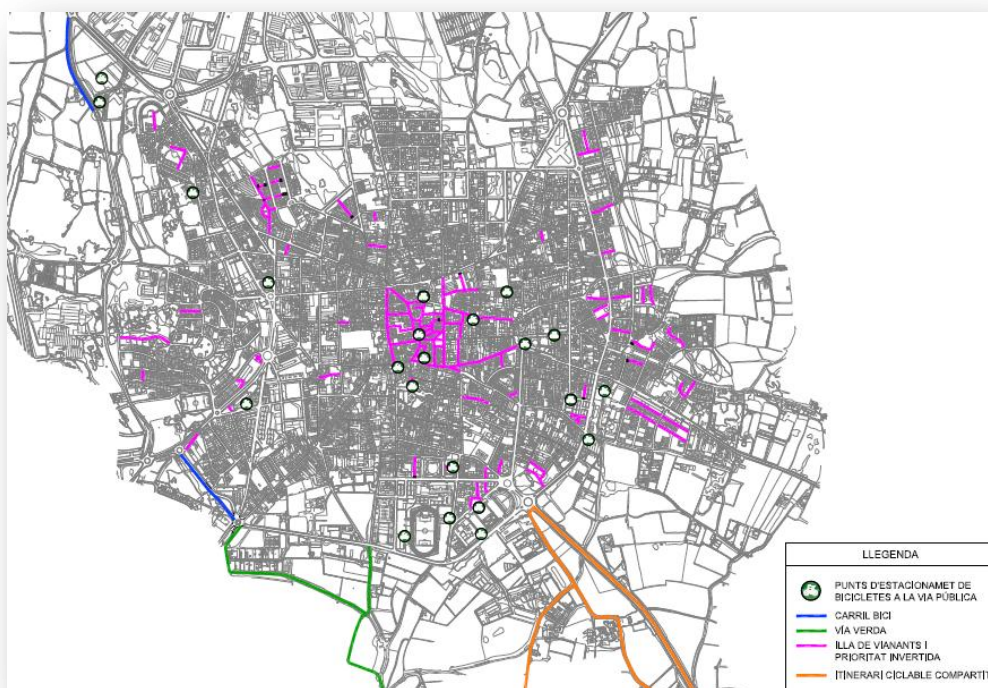 LLEGENDA
PUNTS D'ESTACIONAMET DE
BICICLETES A LA VIA PÚBLICA
CARRIL BICI
VÍA VERDA
ILLA DE VIANANTS I
PRIORITAT INVERTIDA
ITINERARI CICLABLE COMPARTIT